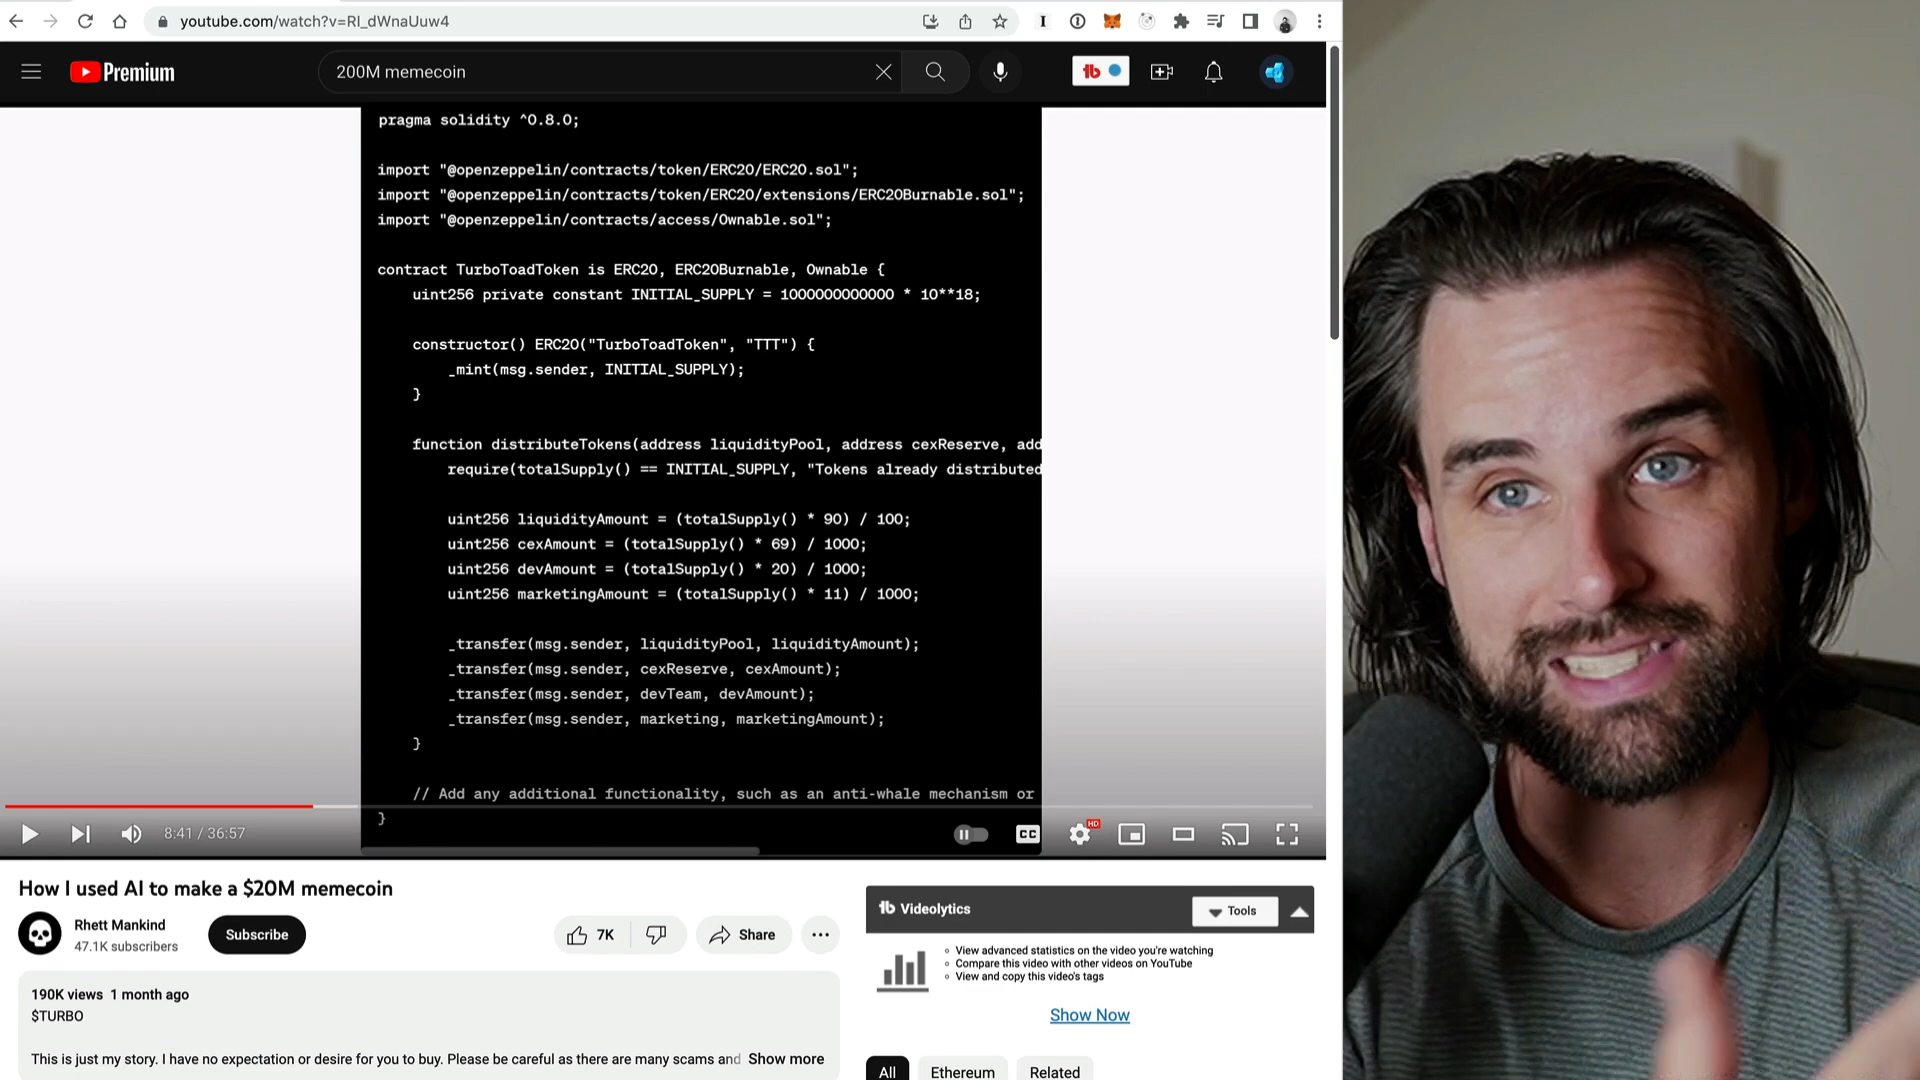 youtube.com/watch?v=RI_dWnaUuw4
Premium
200M memecoin
pragma solidity ^0.8.0;
import "@openzeppelin/contracts/token/ERC20/ERC20.sol";
import "@openzeppelin/contracts/token/ERC20/extensions/ERC20Burnable.sol";
import "@openzeppelin/contracts/access/Ownable.sol";
contract TurboToadToken is ERC20, ERC20Burnable, Ownable {
uint256 private constant INITIAL_SUPPLY = 1000000000000 * 10**18;
constructor() ERC20("TurboToadToken", "TTT") {
_mint(msg.sender, INITIAL_SUPPLY);
}
function distributeTokens(address liquidityPool, address cexReserve, add
require(totalSupply() == INITIAL_SUPPLY, "Tokens already distributed
uint256 liquidityAmount = (totalSupply() * 90) / 100;
uint256 cexAmount = (totalSupply() * 69) / 1000;
uint256 devAmount = (totalSupply() * 20) / 1000;
uint256 marketingAmount = (totalSupply() * 11) / 1000;
_transfer(msg.sender, liquidityPool, liquidityAmount);
_transfer(msg.sender, cexReserve, cexAmount);
_transfer(msg.sender, devTeam, devAmount);
_transfer(msg.sender, marketing, marketingAmount);
}
// Add any additional functionality, such as an anti-whale mechanism or
}
8:41 / 36:57
CC
HD
How I used AI to make a $20M memecoin
Rhett Mankind
47.1K subscribers
Subscribe
7K
Share
190K views 1 month ago
$TURBO
This is just my story. I have no expectation or desire for you to buy. Please be careful as there are many scams and Show more
Videolytics
Tools
View advanced statistics on the video you're watching
Compare this video with other videos on YouTube
View and copy this video's tags
Show Now
All
Ethereum
Related